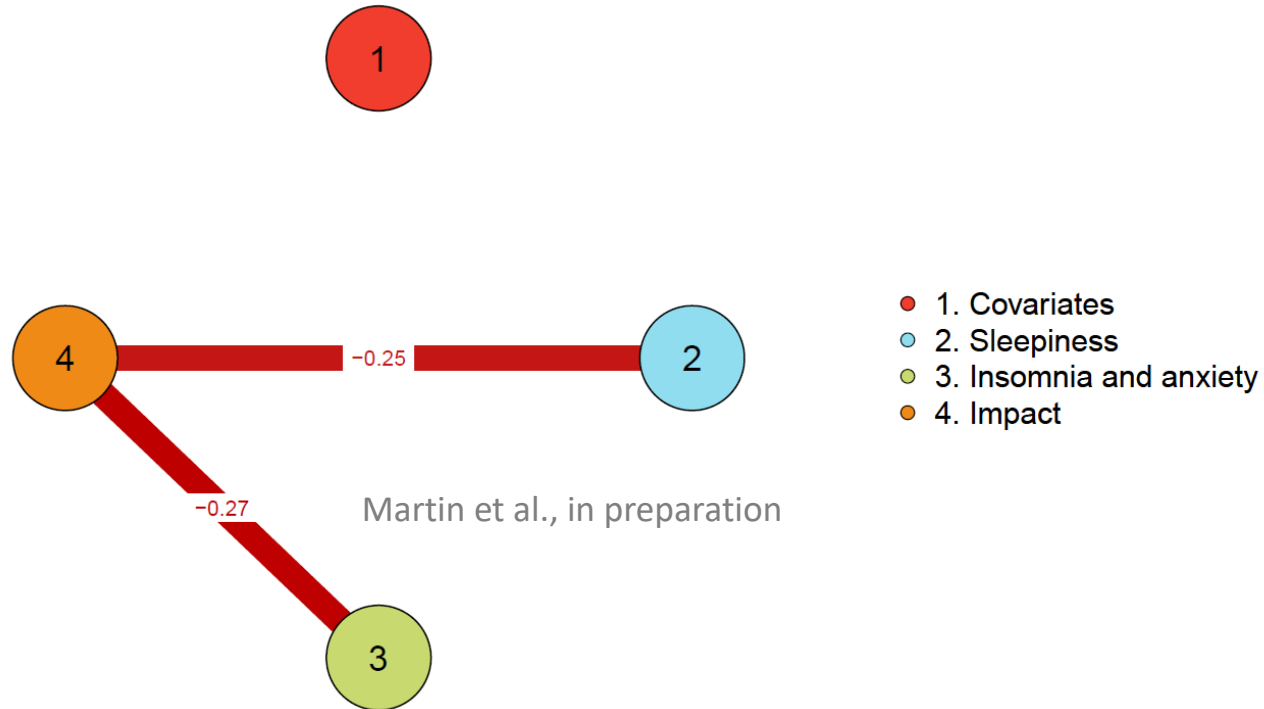 1
4
−0.25
2
1. Covariates
2. Sleepiness
3. Insomnia and anxiety
4. Impact
−0.27
Martin et al., in preparation
3